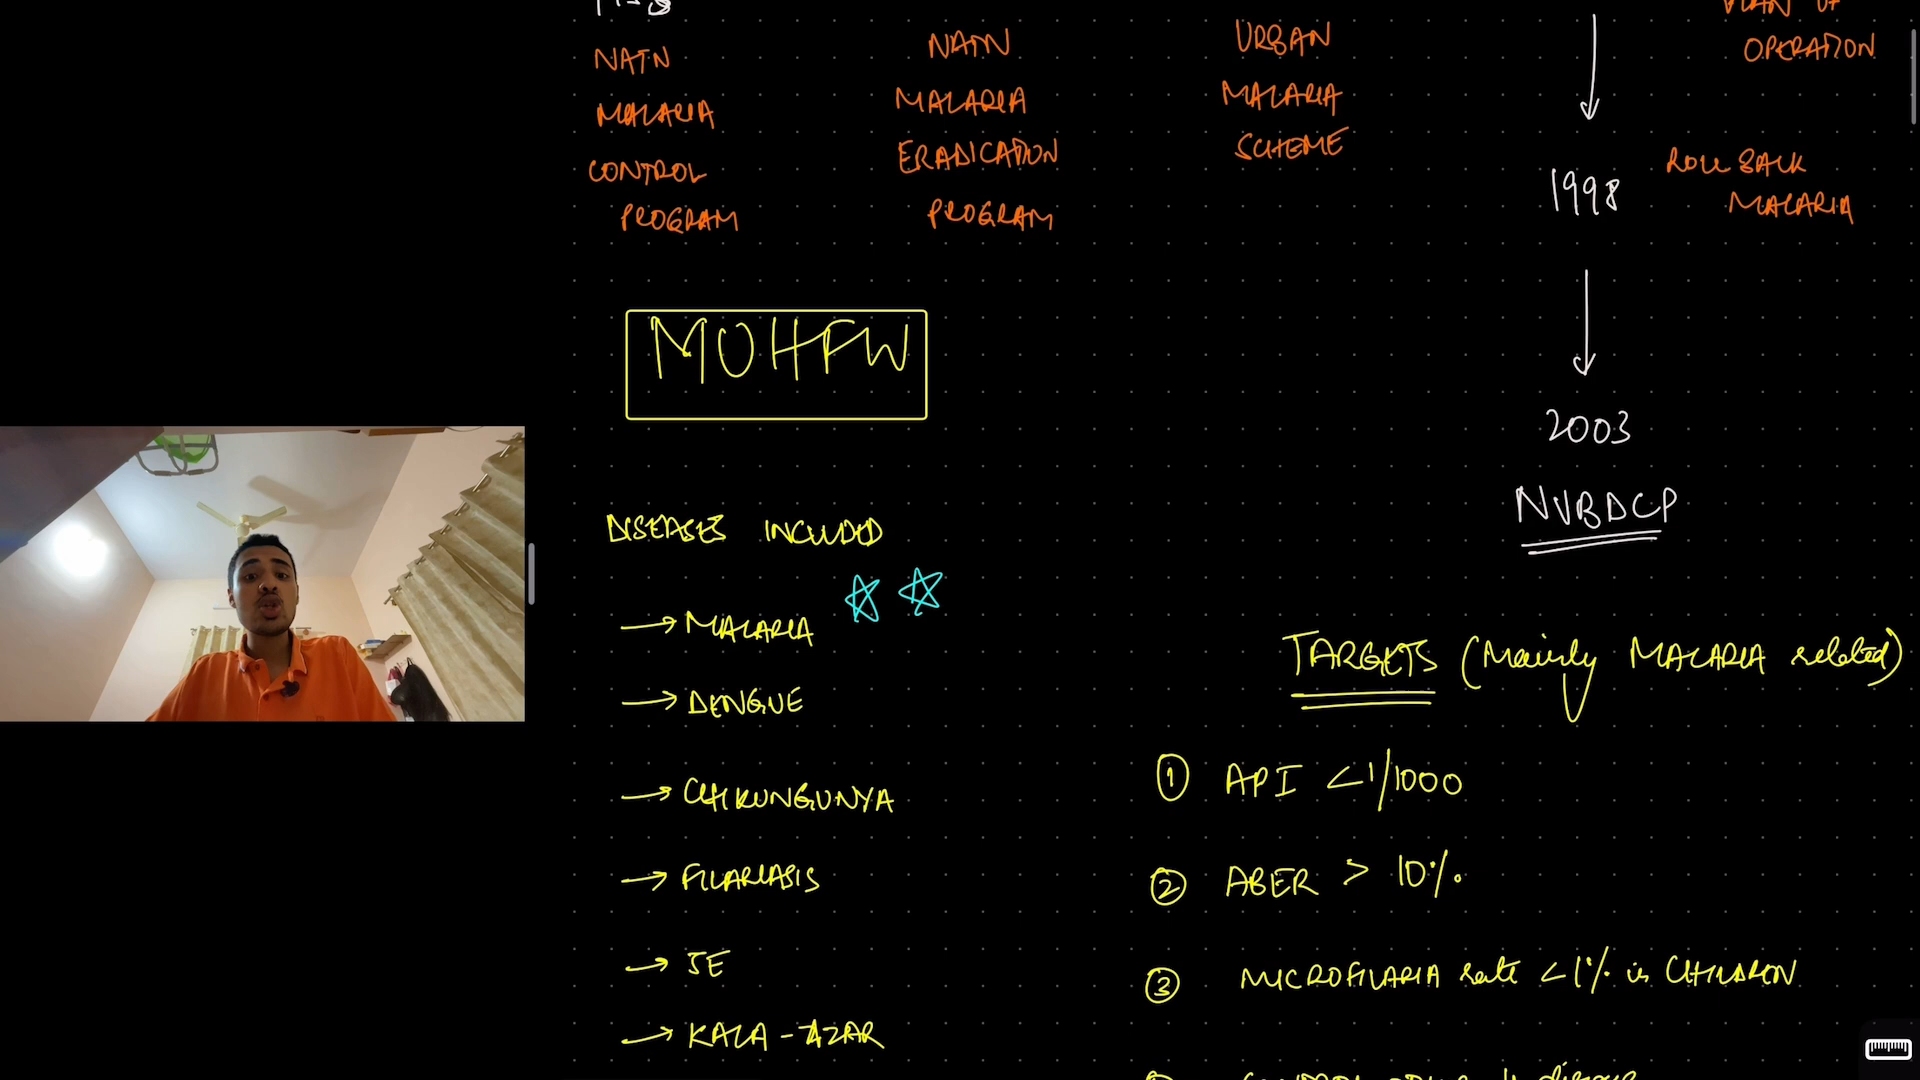 NATN
MALARIA
CONTROL
PROGRAM
NATN
MALARIA
ERADICATION
PROGRAM
URBAN
MALARIA
SCHEME
OPERATION
1998
ROLL BACK
MALARIA
2003
NVBDCP
MOHFW
DISEASES INCLUDED
→ MALARIA
→ DENGUE
→ CHIKUNGUNYA
→ FILARIASIS
→ JE
→ KALA-AZAR
TARGETS (Mainly MALARIA related)
① API <1/1000
② ABER > 10%
③ MICROFILARIA rate <1% in CHILDREN